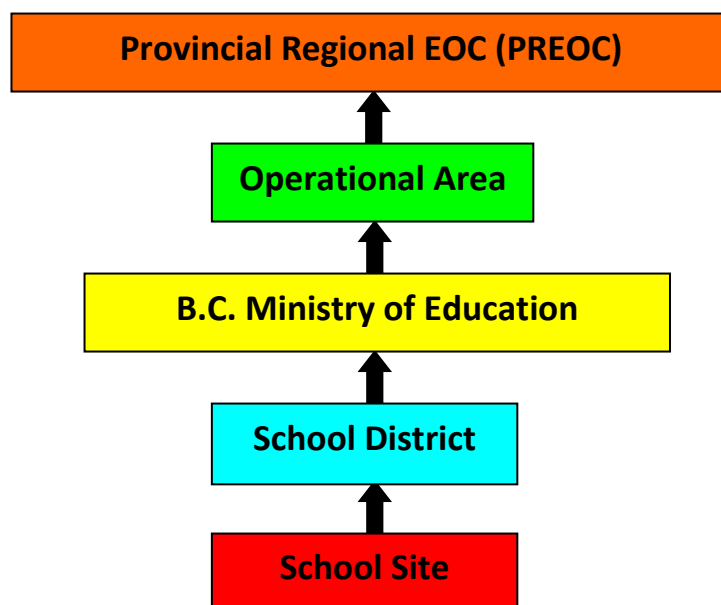 Provincial Regional EOC (PREOC)
Operational Area
B.C. Ministry of Education
School District
School Site